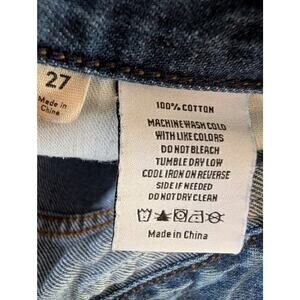 27
Made in
China
100% COTTON
MACHINE WASH COLD
WITH LIKE COLORS
DO NOT BLEACH
TUMBLE DRY LOW
COOL IRON ON REVERSE
SIDE IF NEEDED
DO NOT DRY CLEAN
Made in China